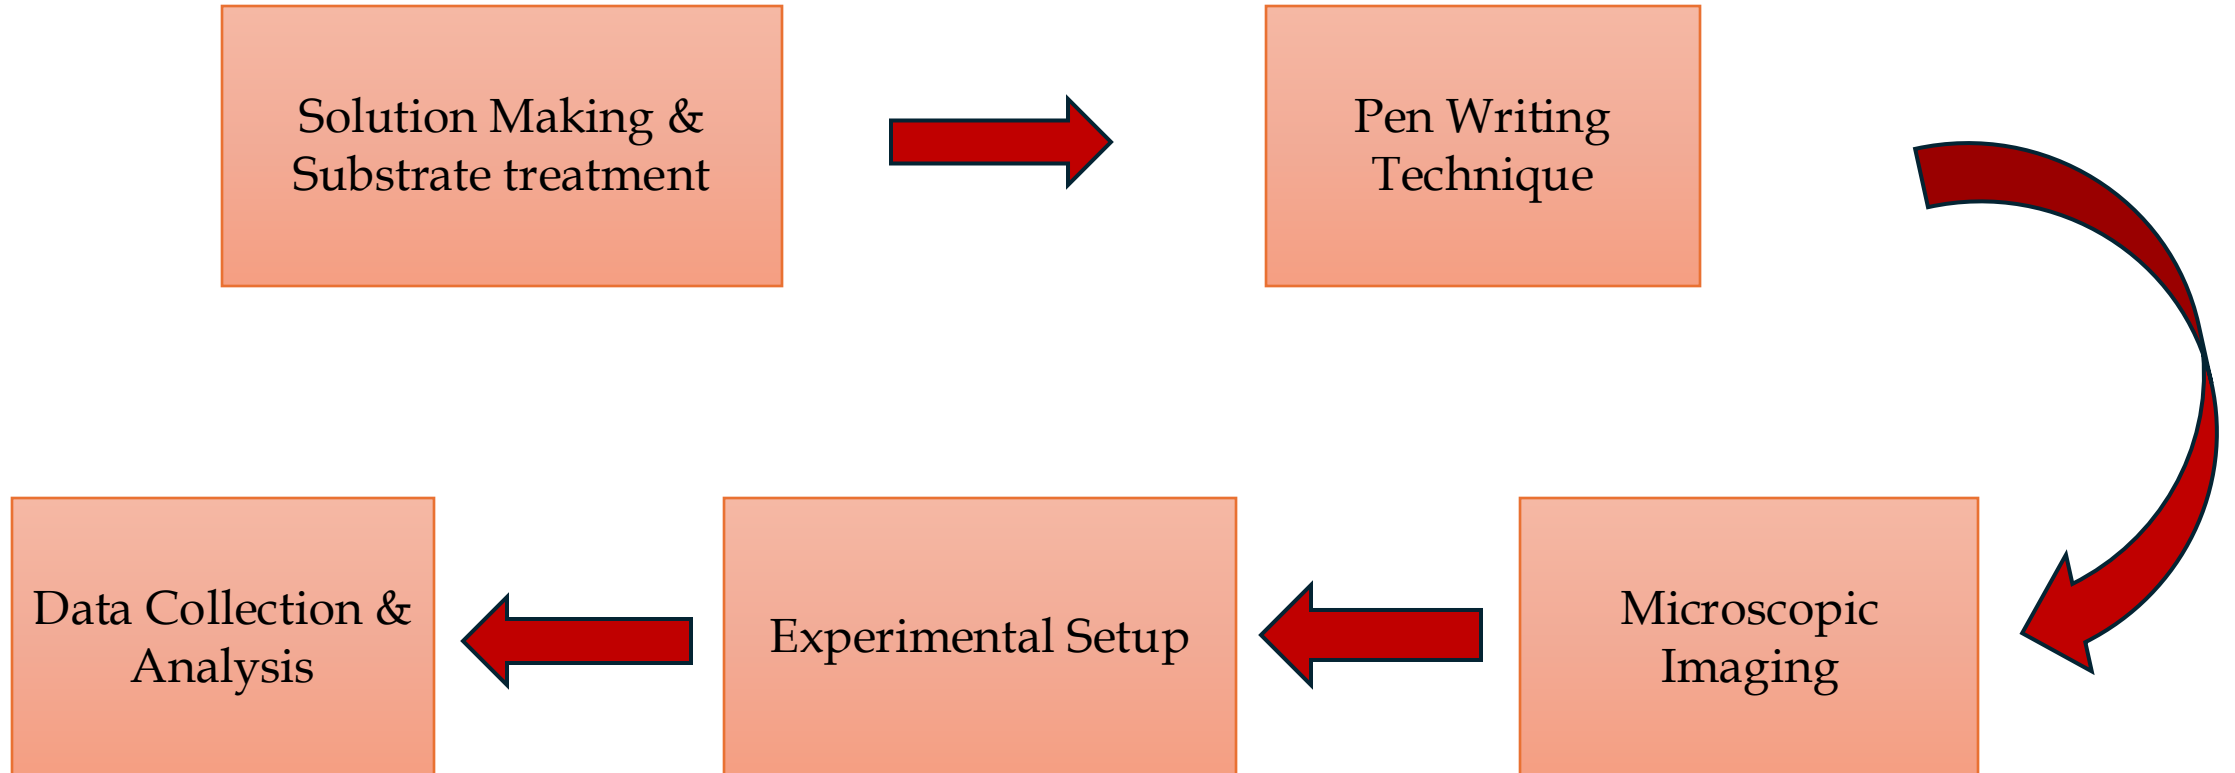 Solution Making &
Substrate treatment
Pen Writing
Technique
Microscopic
Imaging
Experimental Setup
Data Collection &
Analysis